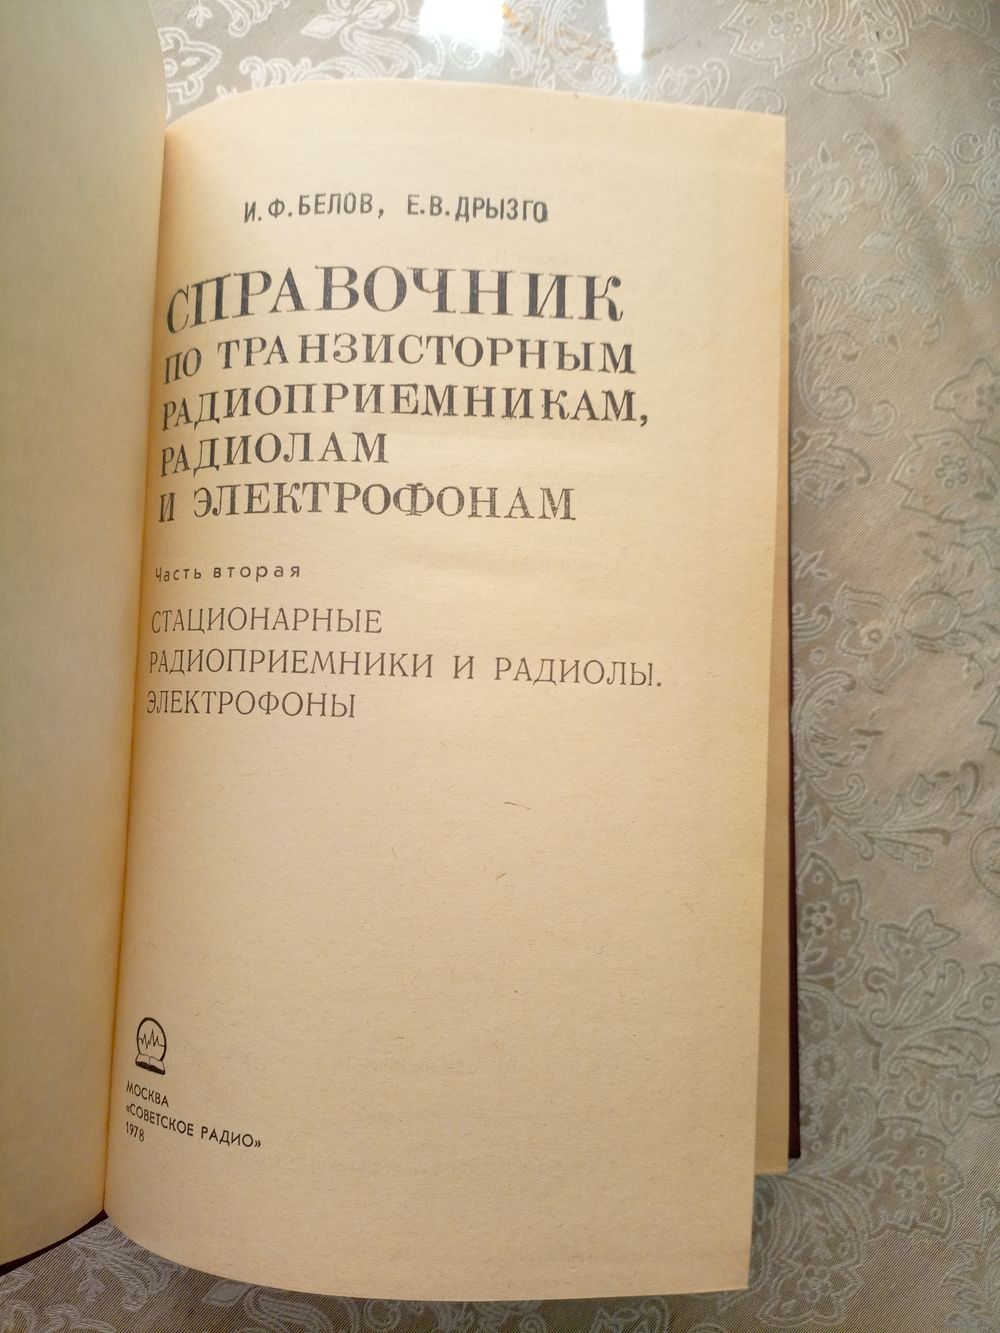 И.Ф.БЕЛОВ, Е.В.ДРЫЗГО
СПРАВОЧНИК
ПО ТРАНЗИСТОРНЫМ
РАДИОПРИЕМНИКАМ,
РАДИОЛАМ
И ЭЛЕКТРОФОНАМ
Часть вторая
СТАЦИОНАРНЫЕ
РАДИОПРИЕМНИКИ И РАДИОЛЫ.
ЭЛЕКТРОФОНЫ
МОСКВА
«СОВЕТСКОЕ РАДИО»
1978